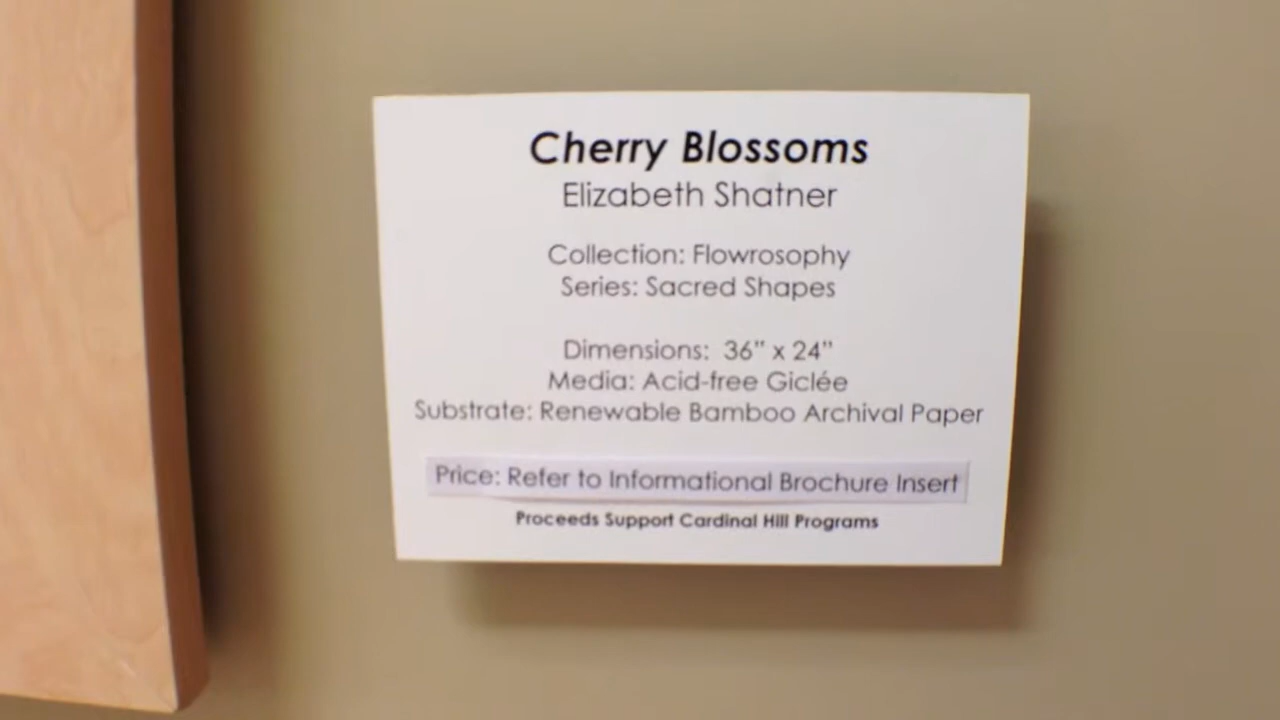 Cherry Blossoms
Elizabeth Shatner
Collection: Flowrosophy
Series: Sacred Shapes
Dimensions: 36" x 24"
Media: Acid-free Giclée
Substrate: Renewable Bamboo Archival Paper
Price: Refer to Informational Brochure Insert
Proceeds Support Cardinal Hill Programs